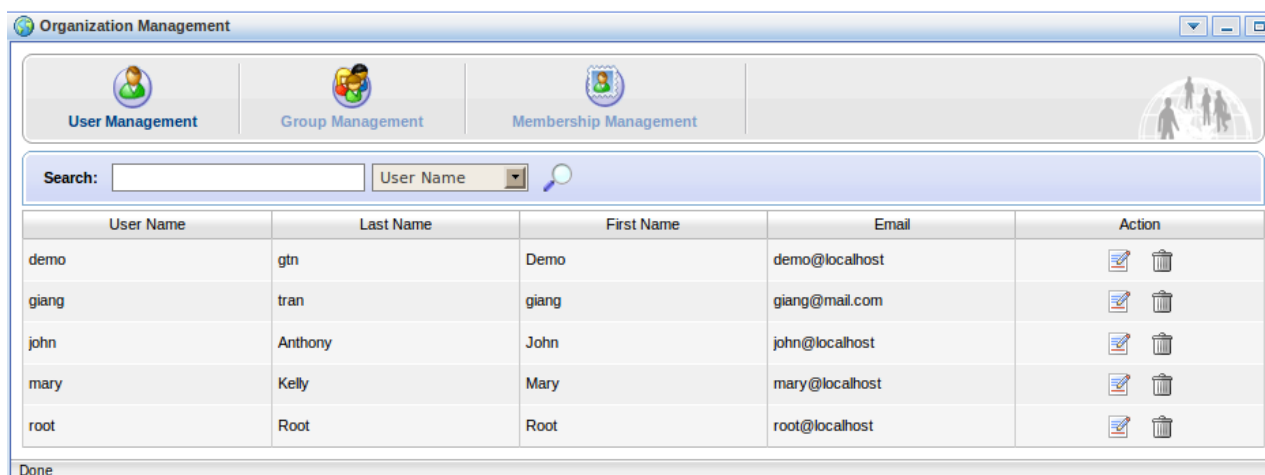 Organization Management
User Management Group Management Membership Management
Search: User Name
User Name Last Name First Name Email Action
demo gtn Demo demo@localhost
giang tran giang giang@mail.com
john Anthony John john@localhost
mary Kelly Mary mary@localhost
root Root Root root@localhost
Done